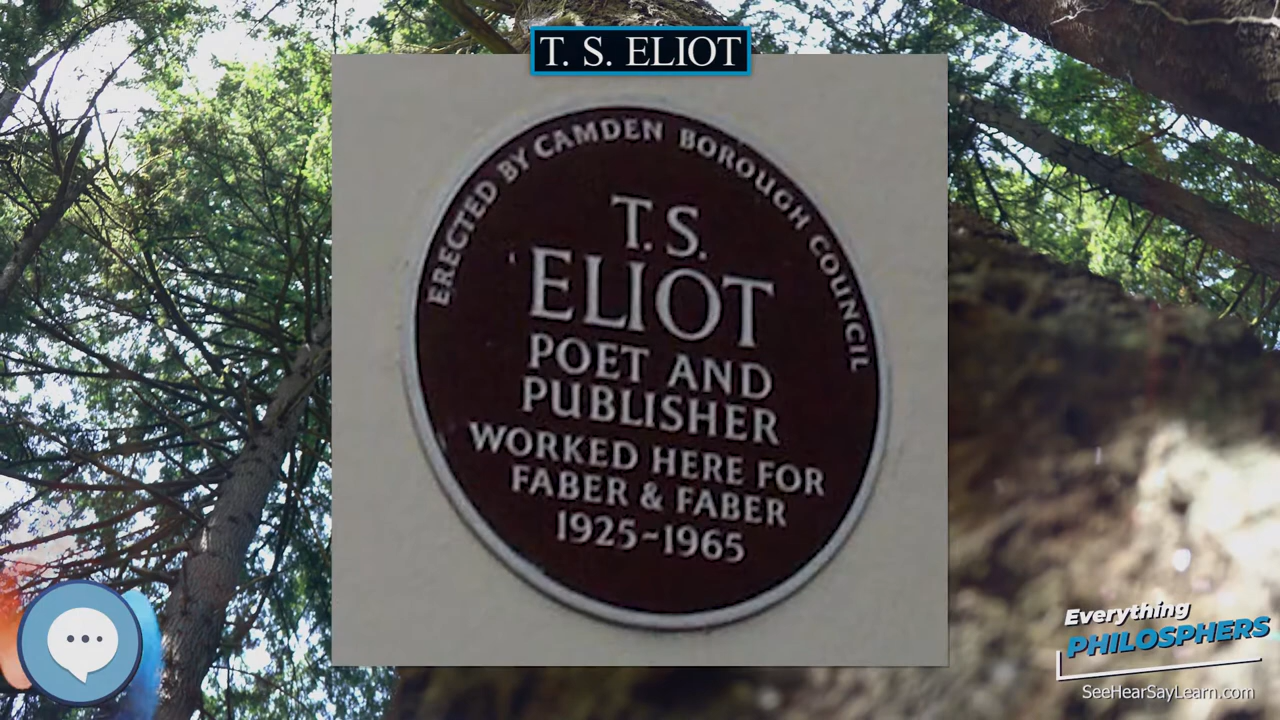 T. S. ELIOT
ERECTED BY CAMDEN BOROUGH COUNCIL
T. S.
ELIOT
POET AND
PUBLISHER
WORKED HERE FOR
FABER & FABER
1925~1965
Everything
PHILOSPHERS
SeeHearSayLearn.com